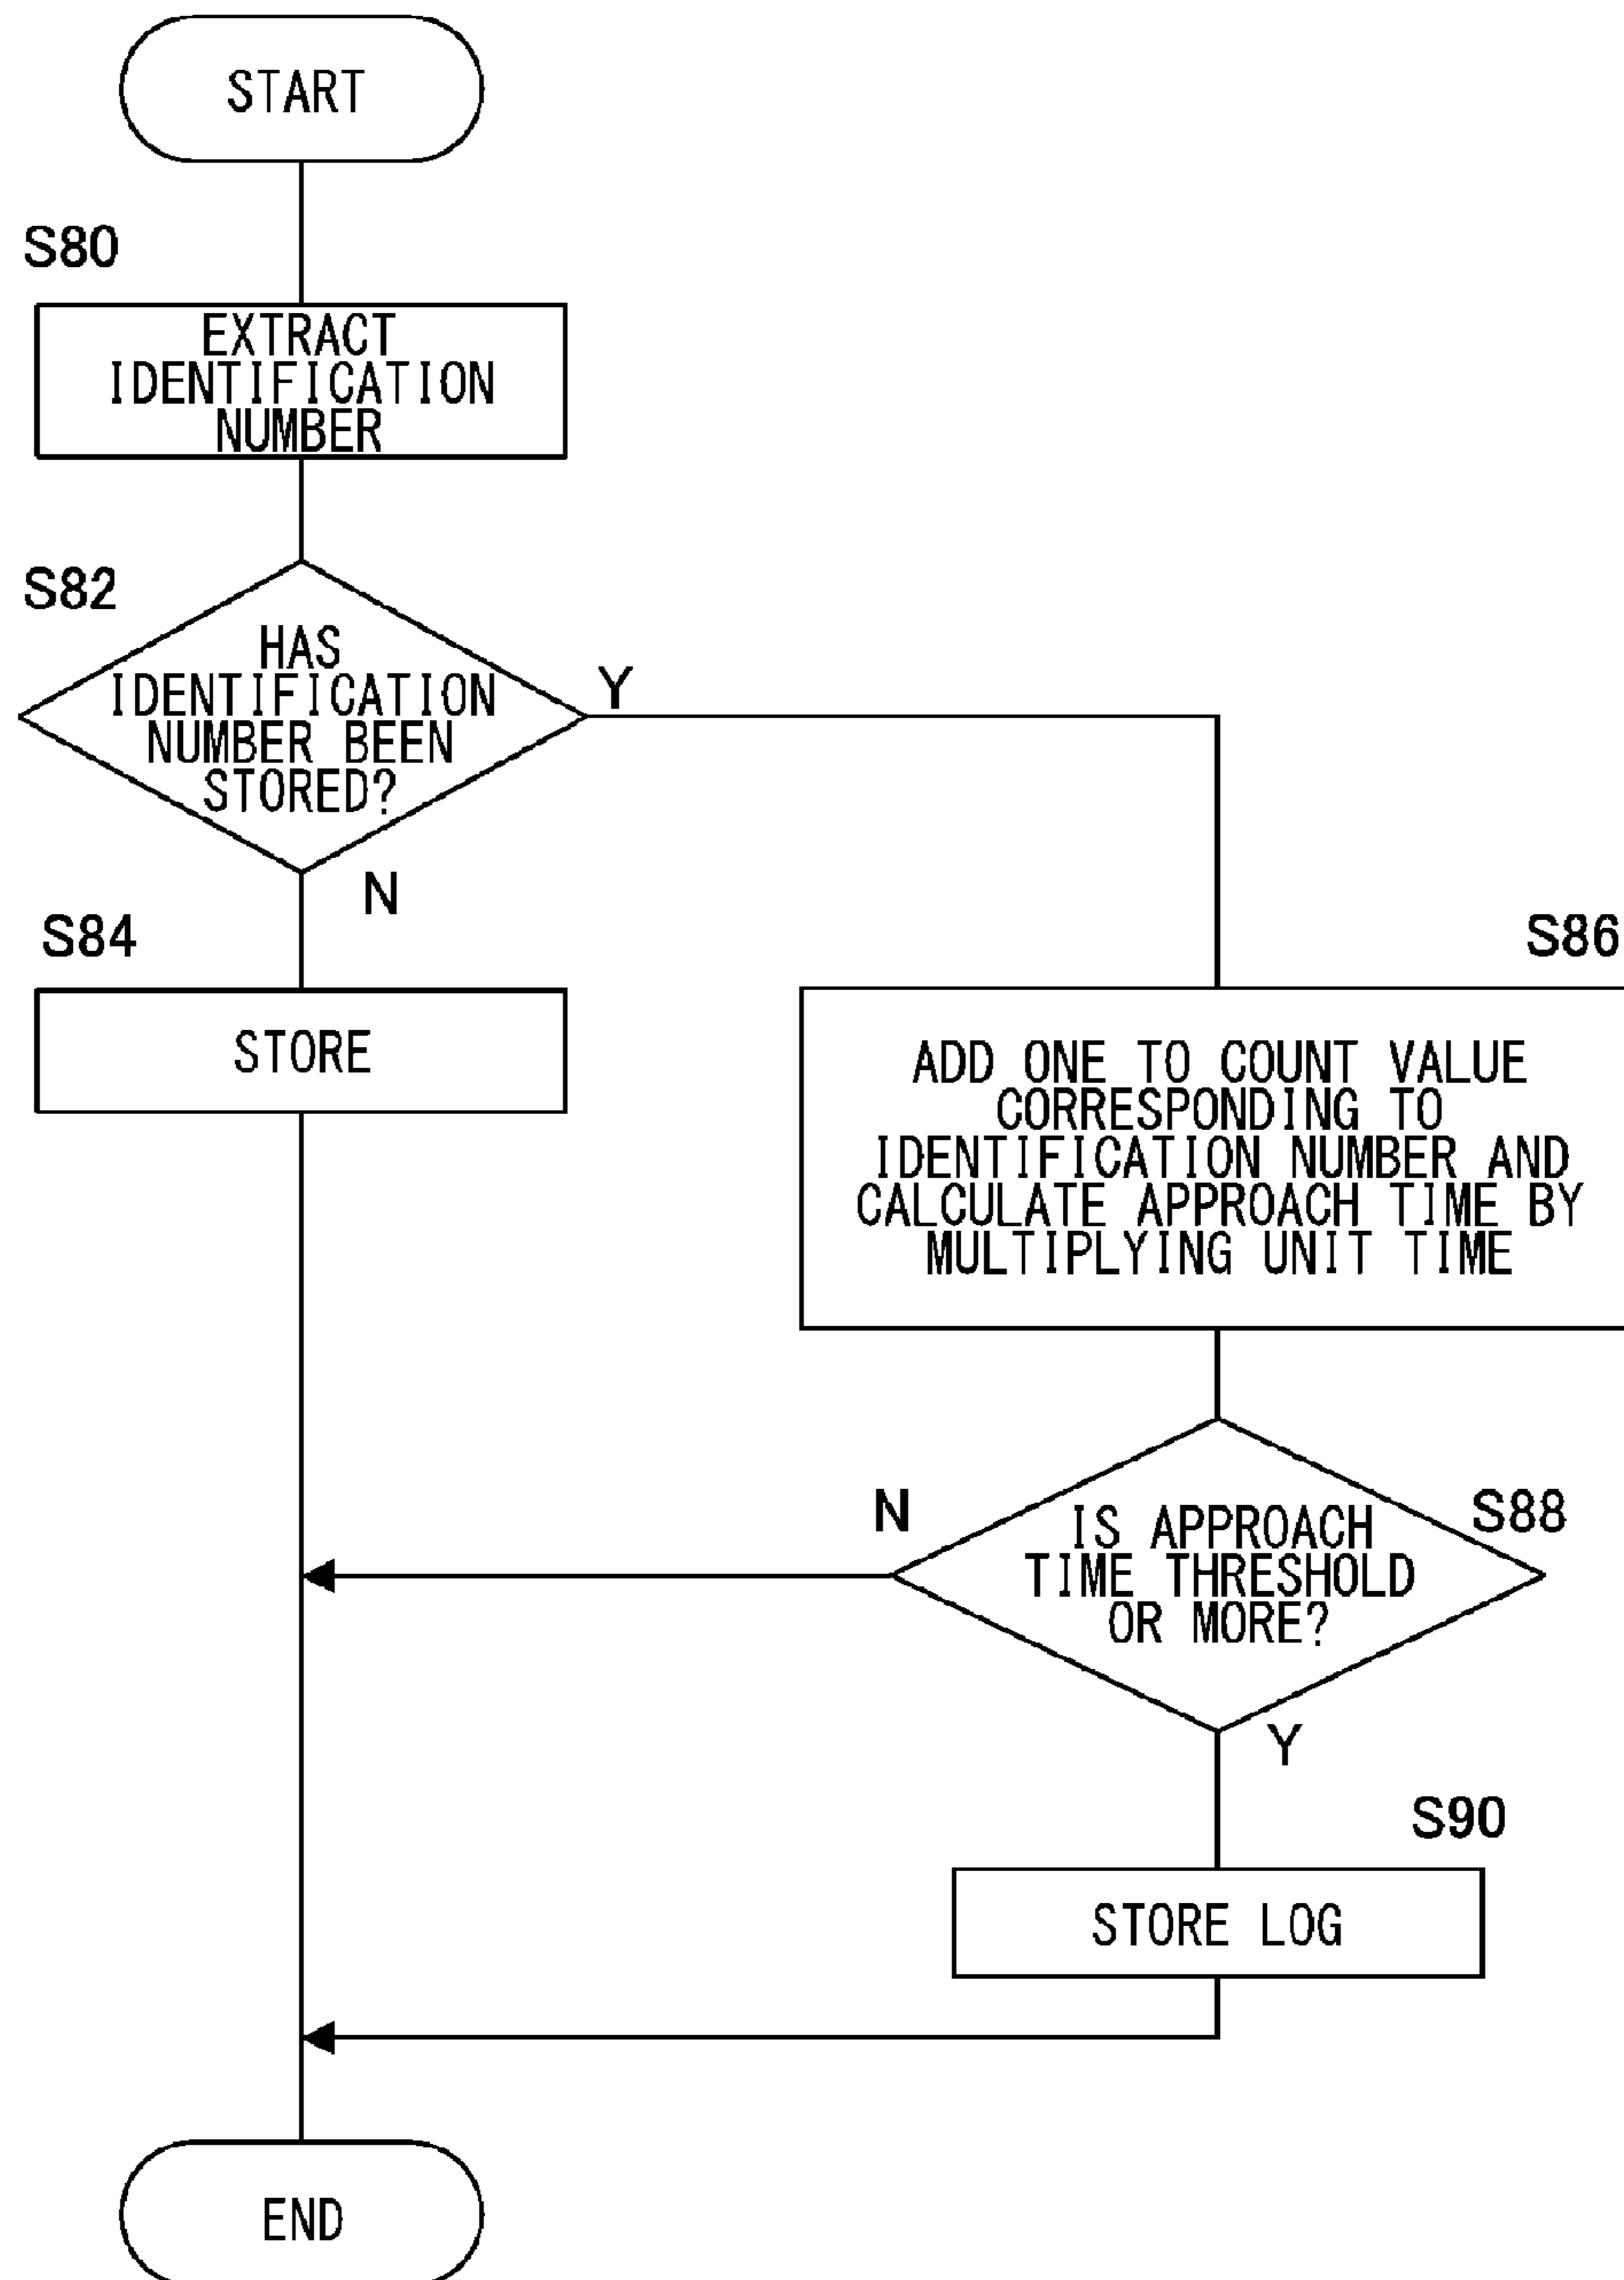 START
S80
EXTRACT
IDENTIFICATION
NUMBER
S82
HAS
IDENTIFICATION
NUMBER BEEN
STORED?
Y
N
S84
STORE
S86
ADD ONE TO COUNT VALUE
CORRESPONDING TO
IDENTIFICATION NUMBER AND
CALCULATE APPROACH TIME BY
MULTIPLYING UNIT TIME
N
S88
IS APPROACH
TIME THRESHOLD
OR MORE?
Y
S90
STORE LOG
END